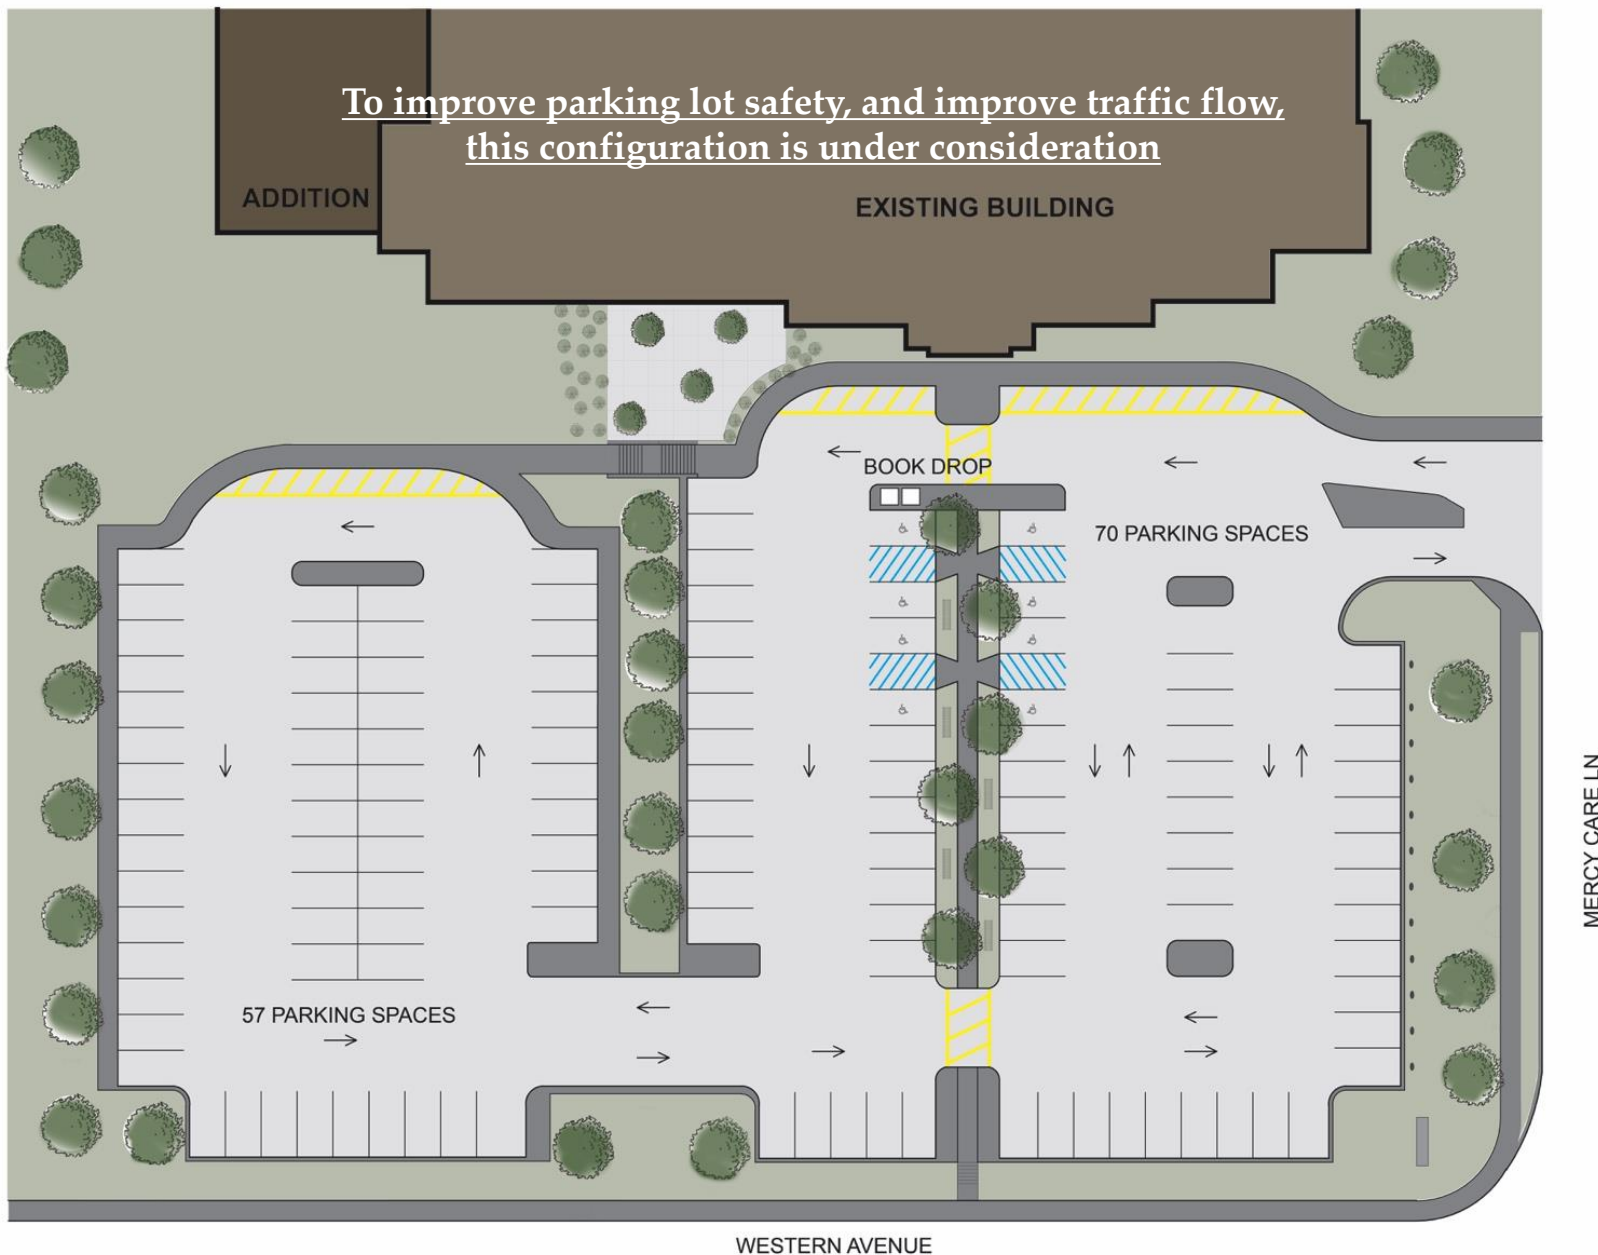 To improve parking lot safety, and improve traffic flow,
this configuration is under consideration
ADDITION
EXISTING BUILDING
BOOK DROP
70 PARKING SPACES
57 PARKING SPACES
MERCY CARE LN
WESTERN AVENUE